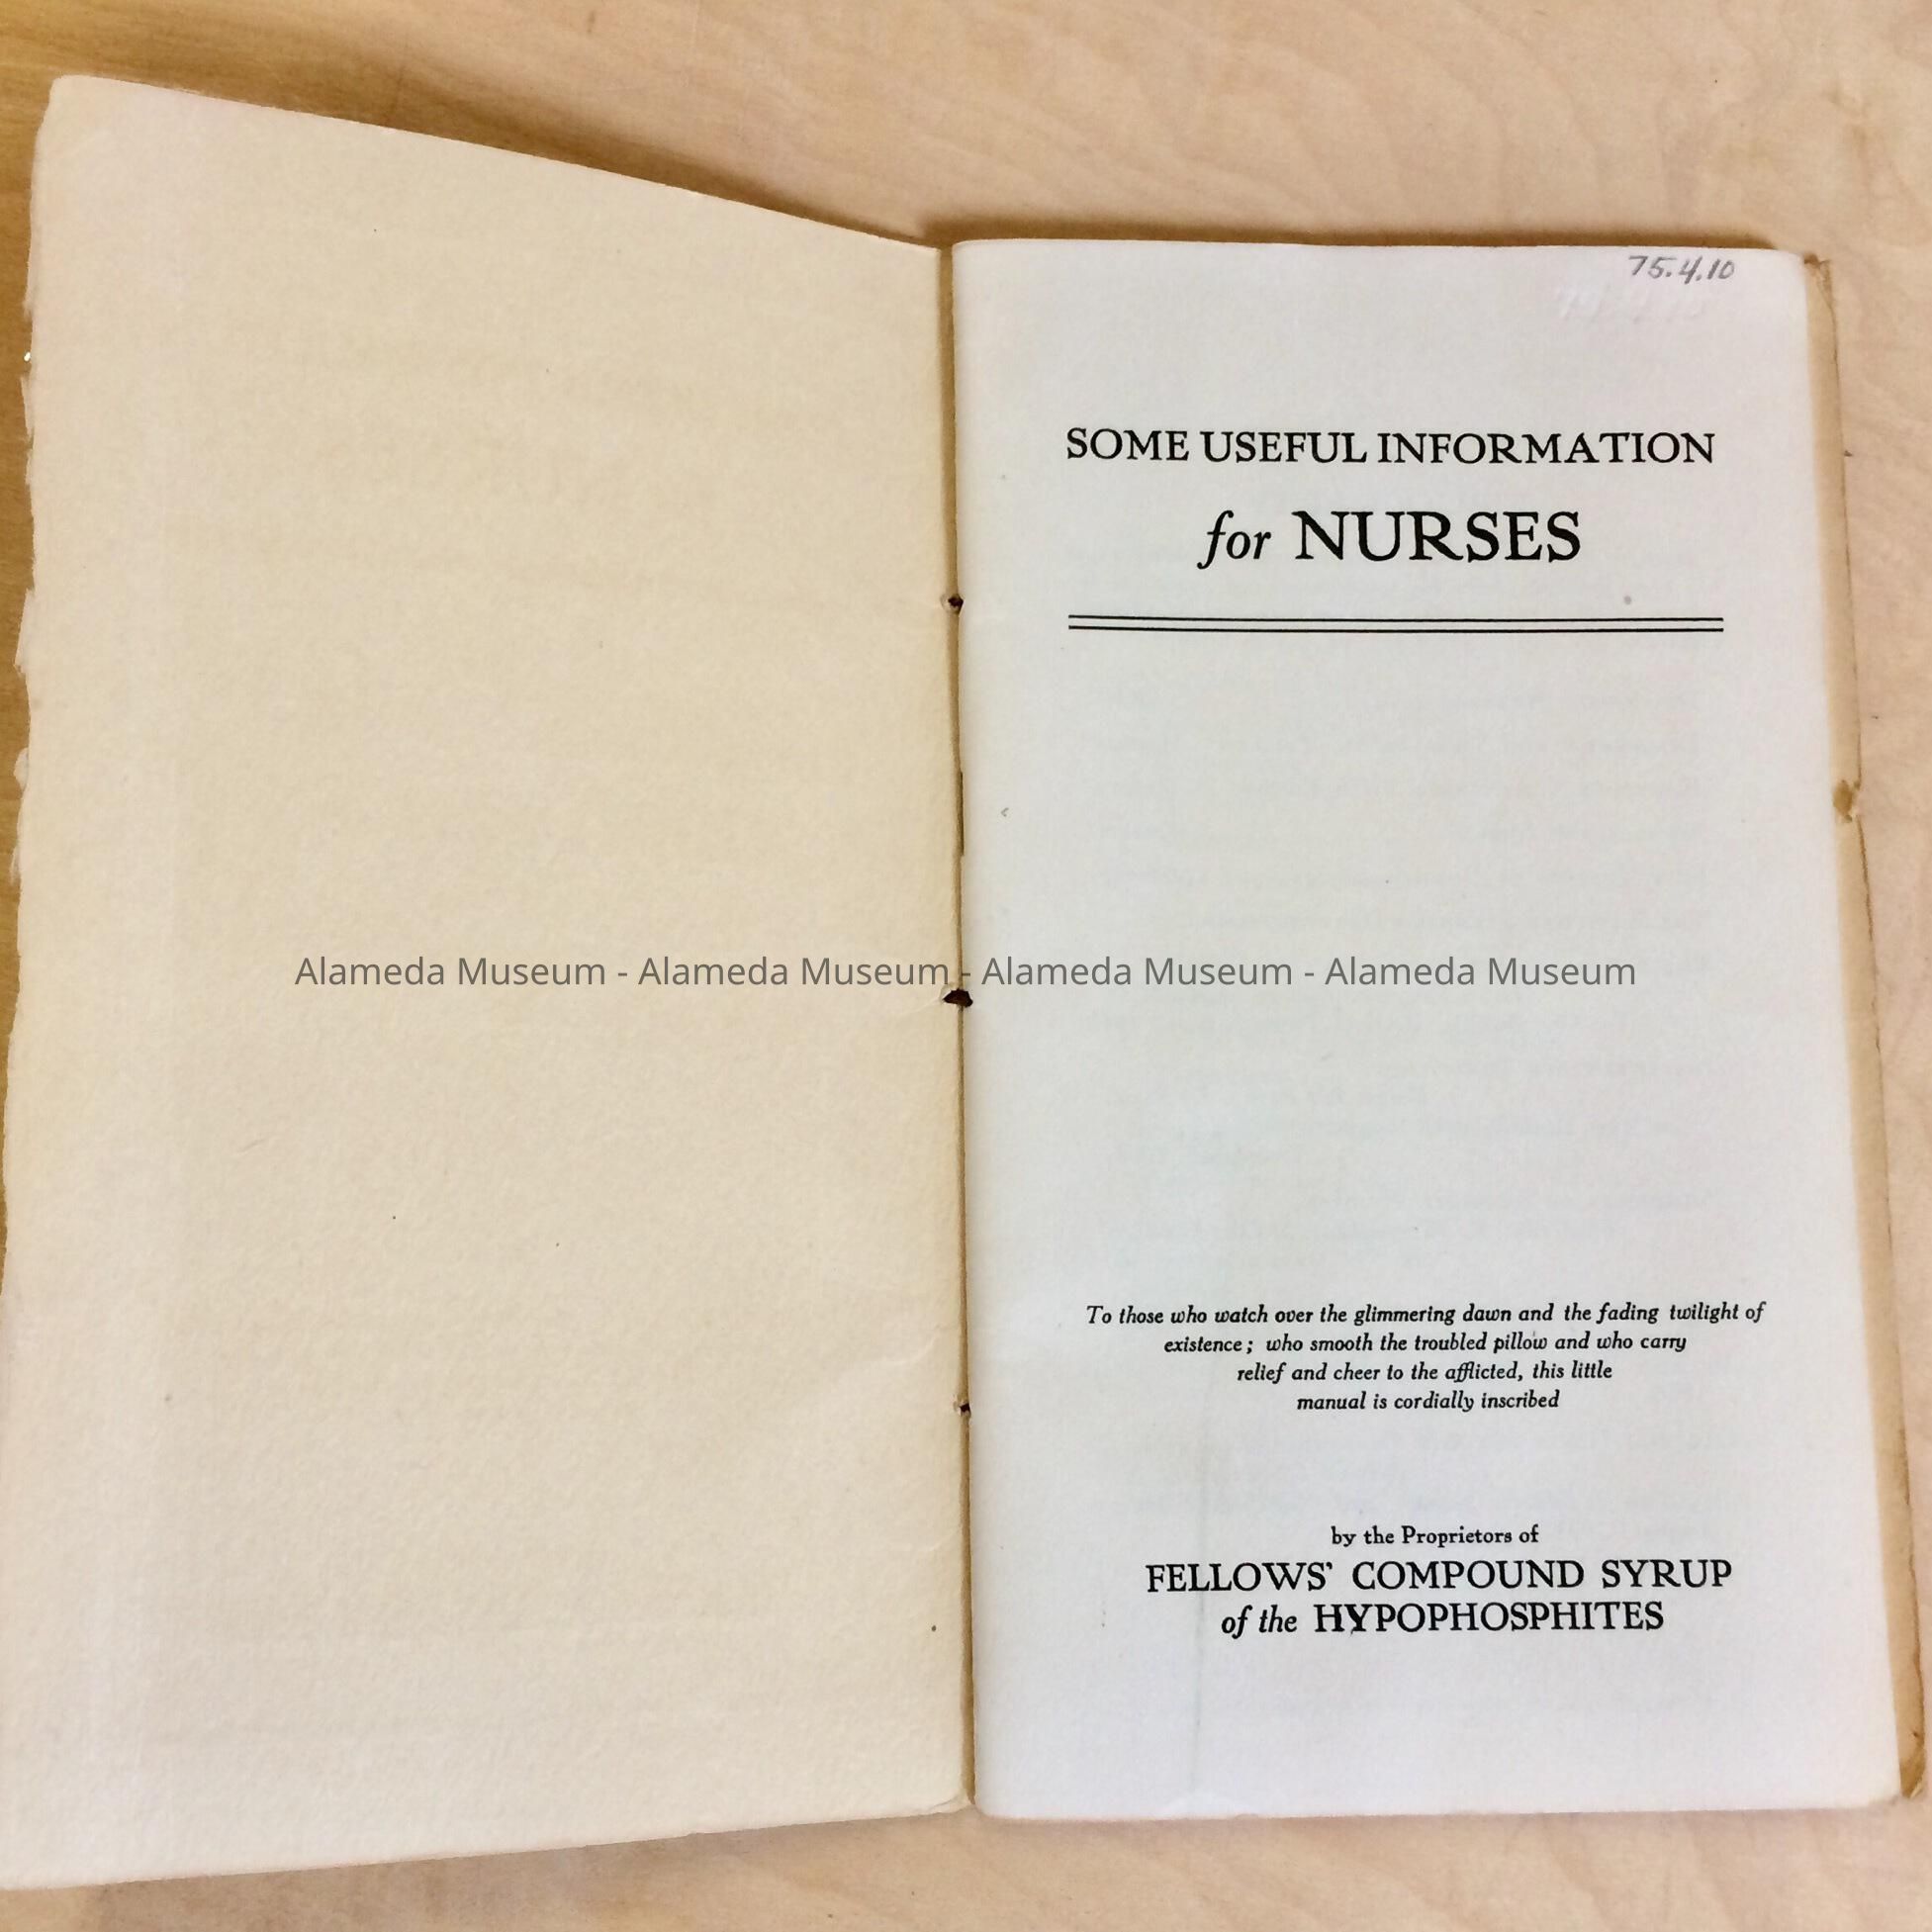 75.4.10
SOME USEFUL INFORMATION
for NURSES
Alameda Museum - Alameda Museum - Alameda Museum - Alameda Museum
To those who watch over the glimmering dawn and the fading twilight of
existence; who smooth the troubled pillow and who carry
relief and cheer to the afflicted, this little
manual is cordially inscribed
by the Proprietors of
FELLOWS' COMPOUND SYRUP
of the HYPOPHOSPHITES